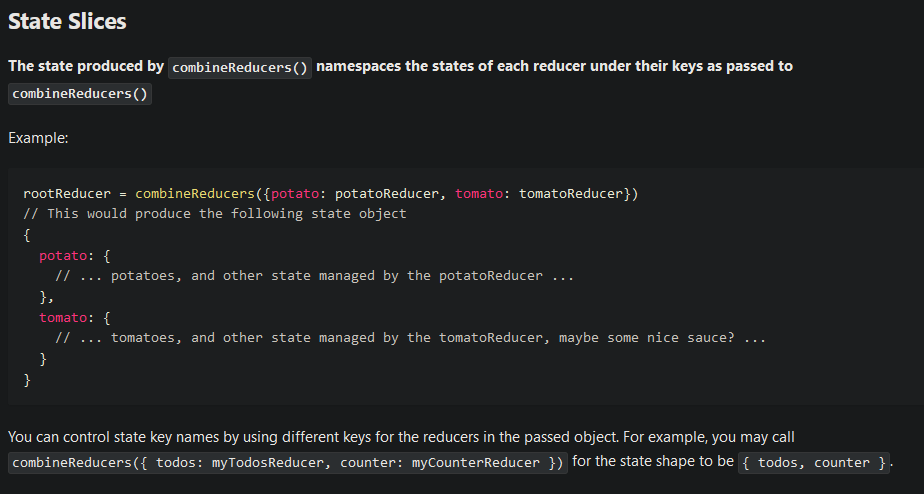 State Slices
The state produced by combineReducers() namespaces the states of each reducer under their keys as passed to
combineReducers()
Example:
rootReducer = combineReducers({potato: potatoReducer, tomato: tomatoReducer})
// This would produce the following state object
{
  potato: {
    // ... potatoes, and other state managed by the potatoReducer ...
  },
  tomato: {
    // ... tomatoes, and other state managed by the tomatoReducer, maybe some nice sauce? ...
  }
}
You can control state key names by using different keys for the reducers in the passed object. For example, you may call
combineReducers({ todos: myTodosReducer, counter: myCounterReducer }) for the state shape to be { todos, counter }.